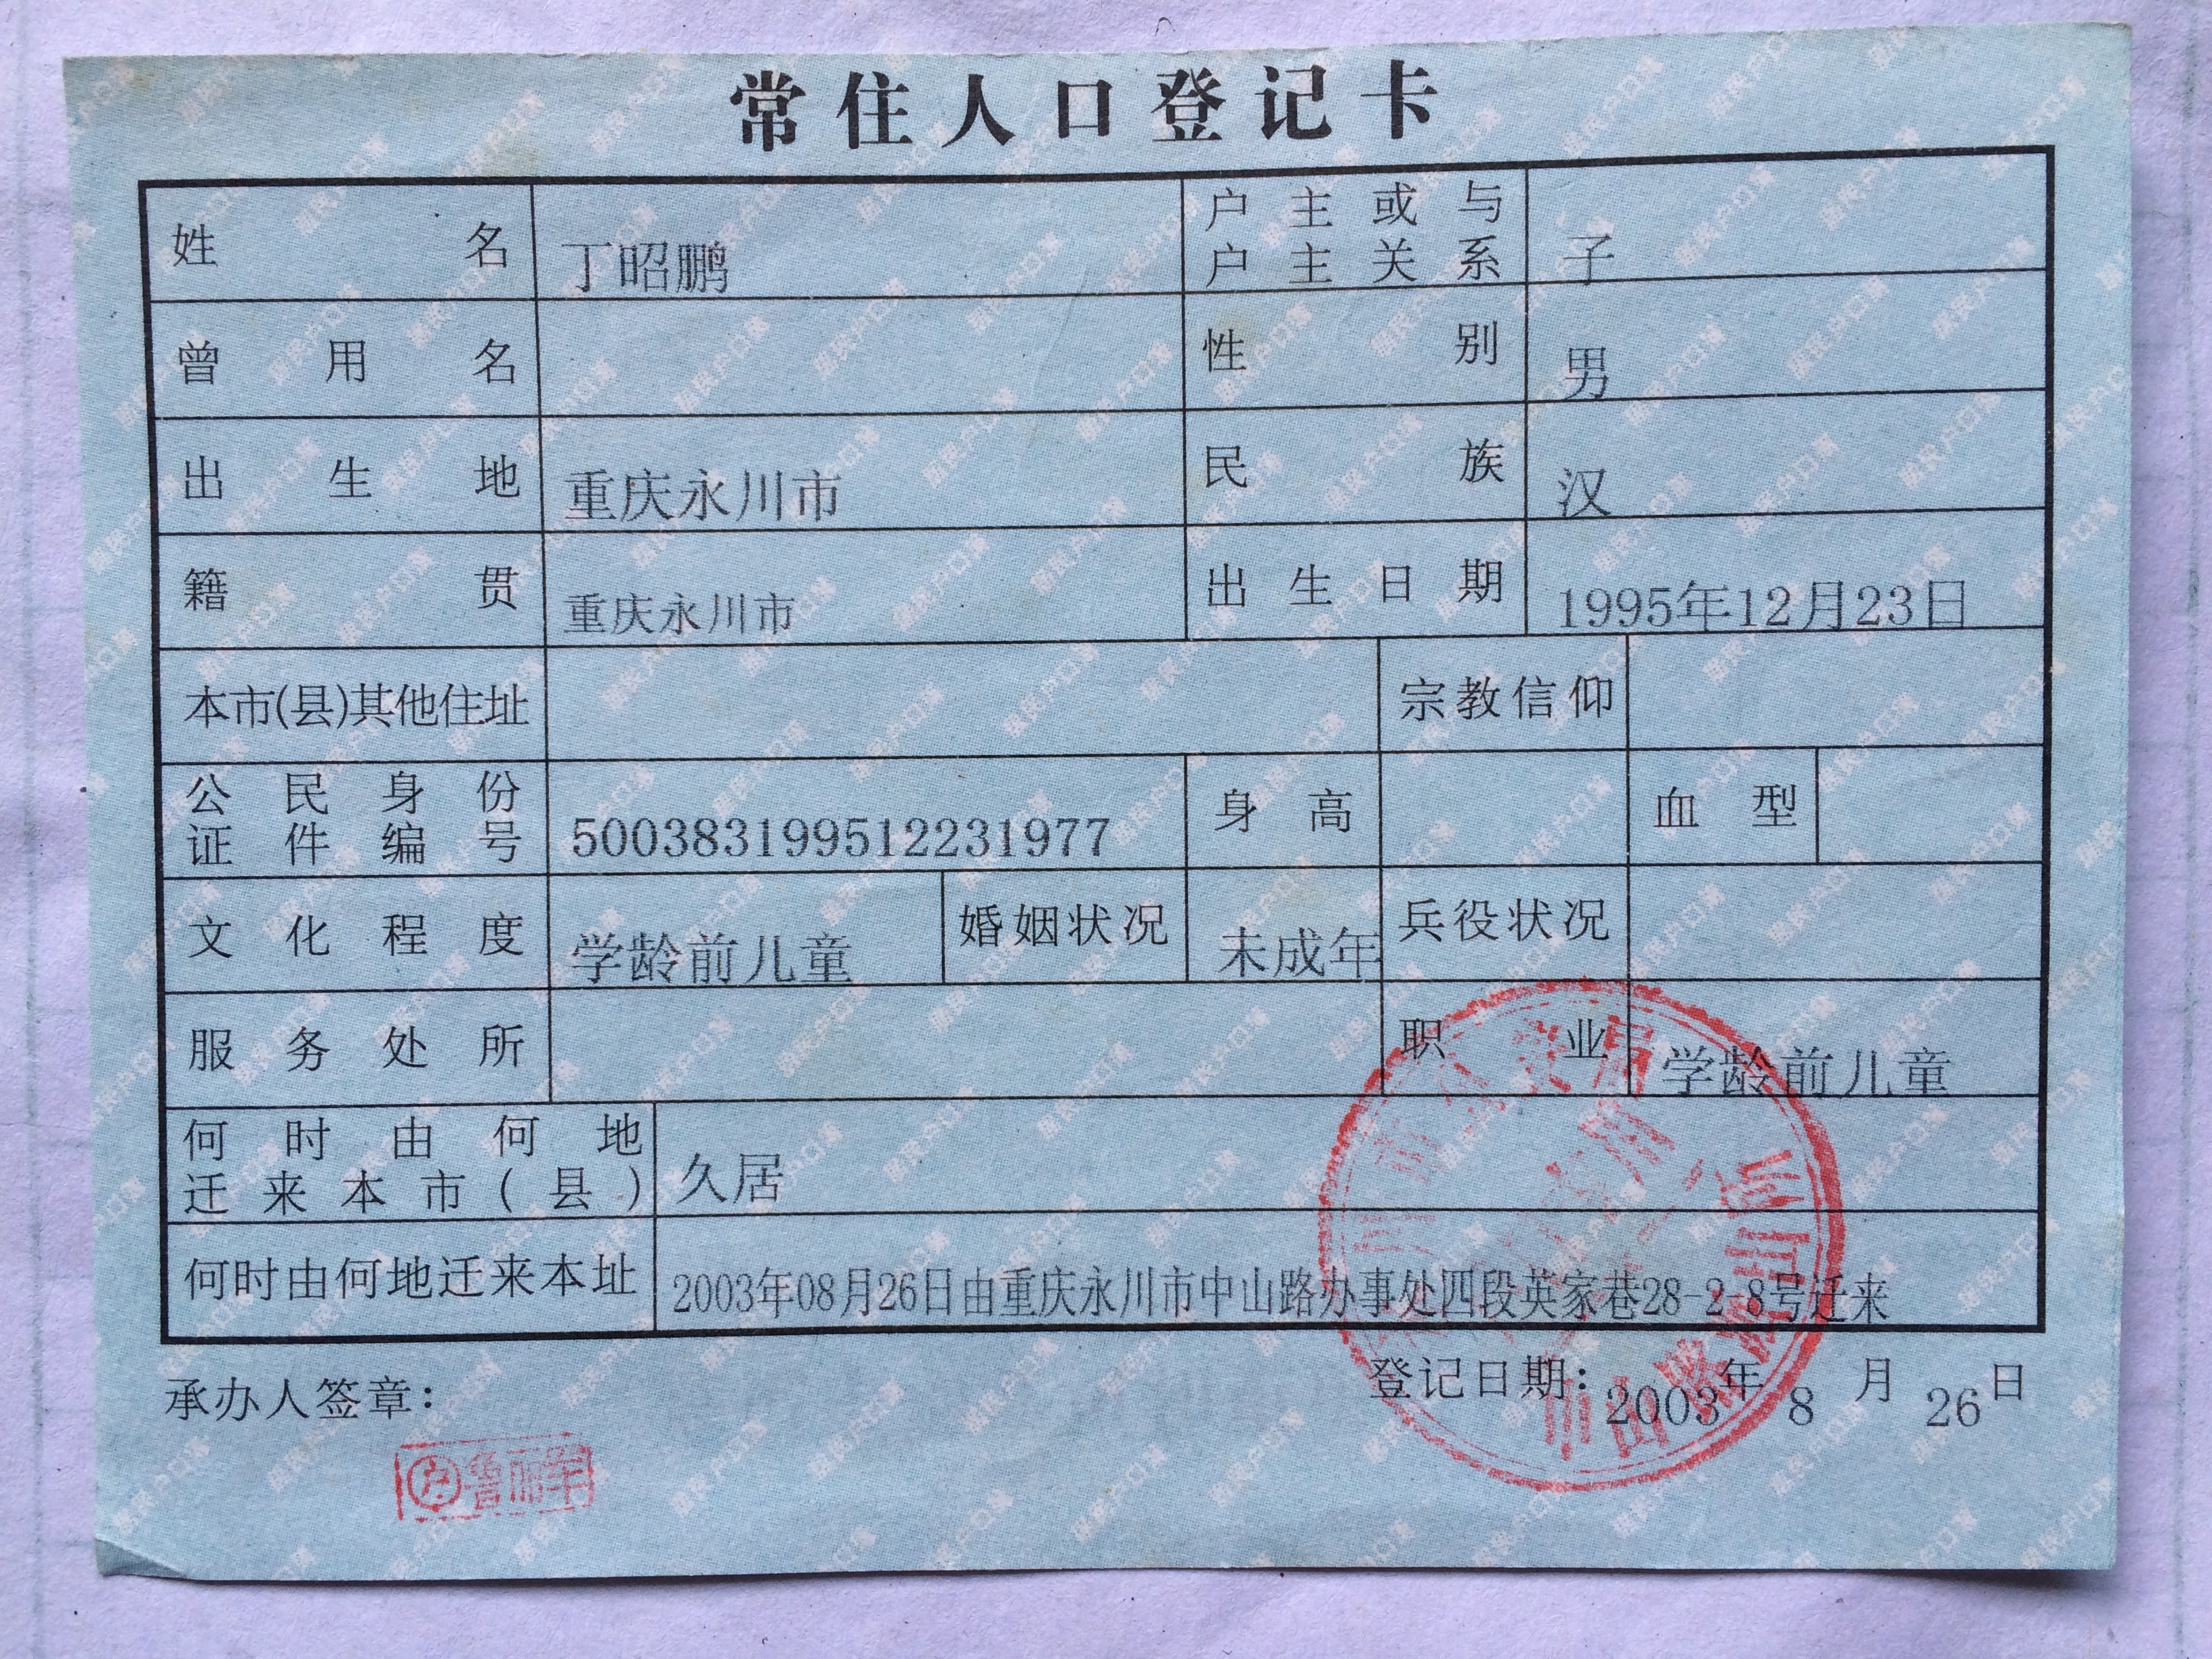 常住人口登记卡
姓名 丁昭鹏 户主或与户主关系 子
曾用名 性别 男
出生地 重庆永川市 民族 汉
籍贯 重庆永川市 出生日期 1995年12月23日
本市(县)其他住址 宗教信仰
公民身份证件编号 500383199512231977 身高 血型
文化程度 学龄前儿童 婚姻状况 未成年 兵役状况
服务处所 职业 学龄前儿童
何时由何地迁来本市(县) 久居
何时由何地迁来本址 2003年08月26日由重庆永川市中山路办事处四段英家巷28-2-8号迁来
承办人签章: 登记日期: 2003年8月26日